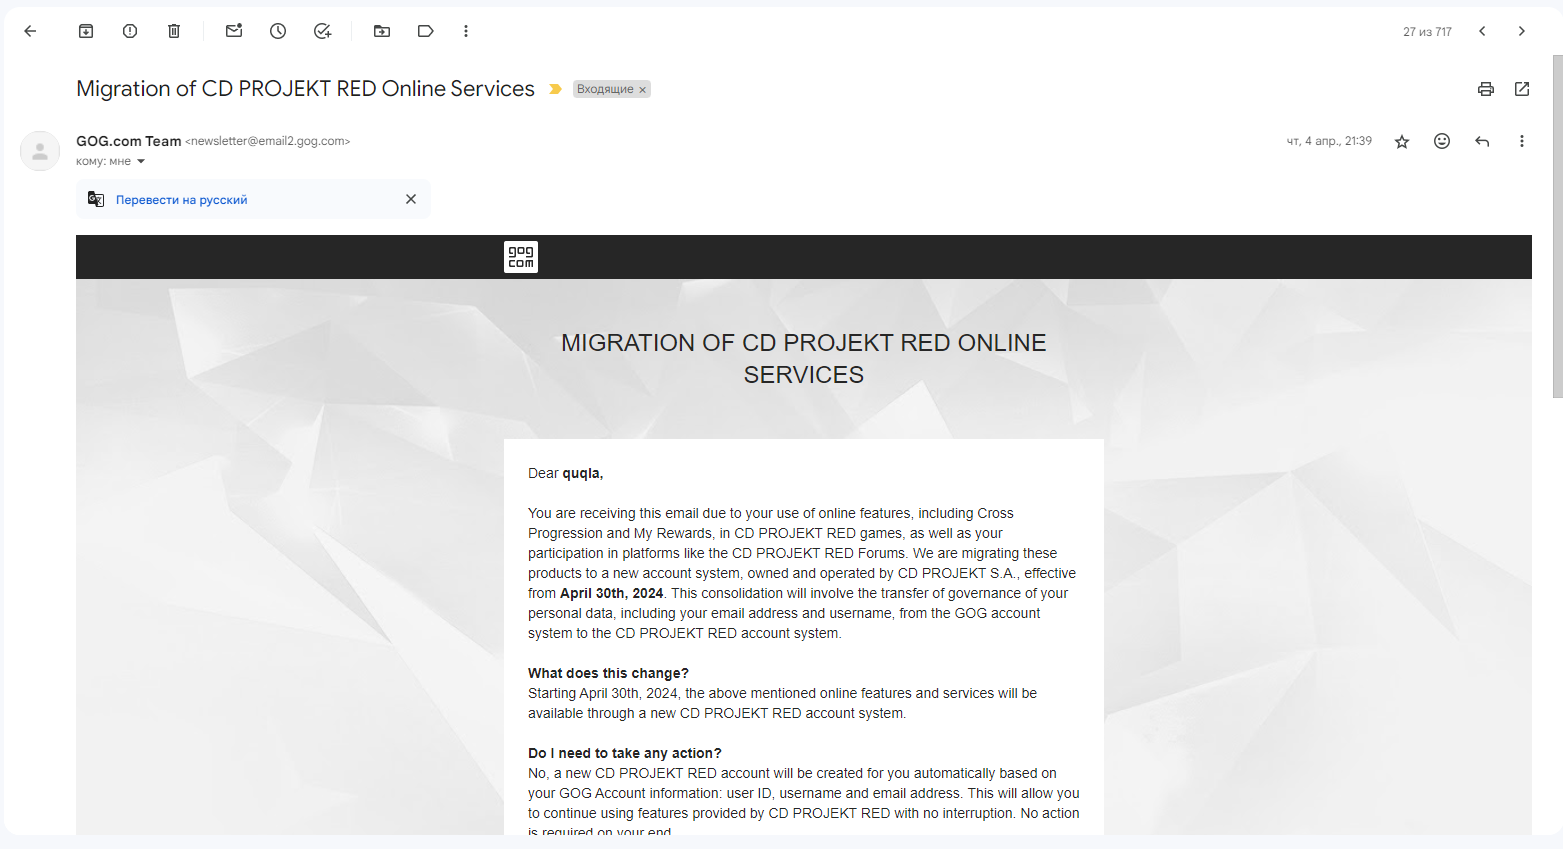 27 из 717
Migration of CD PROJEKT RED Online Services
Входящие ×
GOG.com Team <newsletter@email2.gog.com>
чт, 4 апр., 21:39
кому: мне
Перевести на русский
gog
com
MIGRATION OF CD PROJEKT RED ONLINE
SERVICES
Dear quqla,
You are receiving this email due to your use of online features, including Cross
Progression and My Rewards, in CD PROJEKT RED games, as well as your
participation in platforms like the CD PROJEKT RED Forums. We are migrating these
products to a new account system, owned and operated by CD PROJEKT S.A., effective
from April 30th, 2024. This consolidation will involve the transfer of governance of your
personal data, including your email address and username, from the GOG account
system to the CD PROJEKT RED account system.
What does this change?
Starting April 30th, 2024, the above mentioned online features and services will be
available through a new CD PROJEKT RED account system.
Do I need to take any action?
No, a new CD PROJEKT RED account will be created for you automatically based on
your GOG Account information: user ID, username and email address. This will allow you
to continue using features provided by CD PROJEKT RED with no interruption. No action
is required on your end